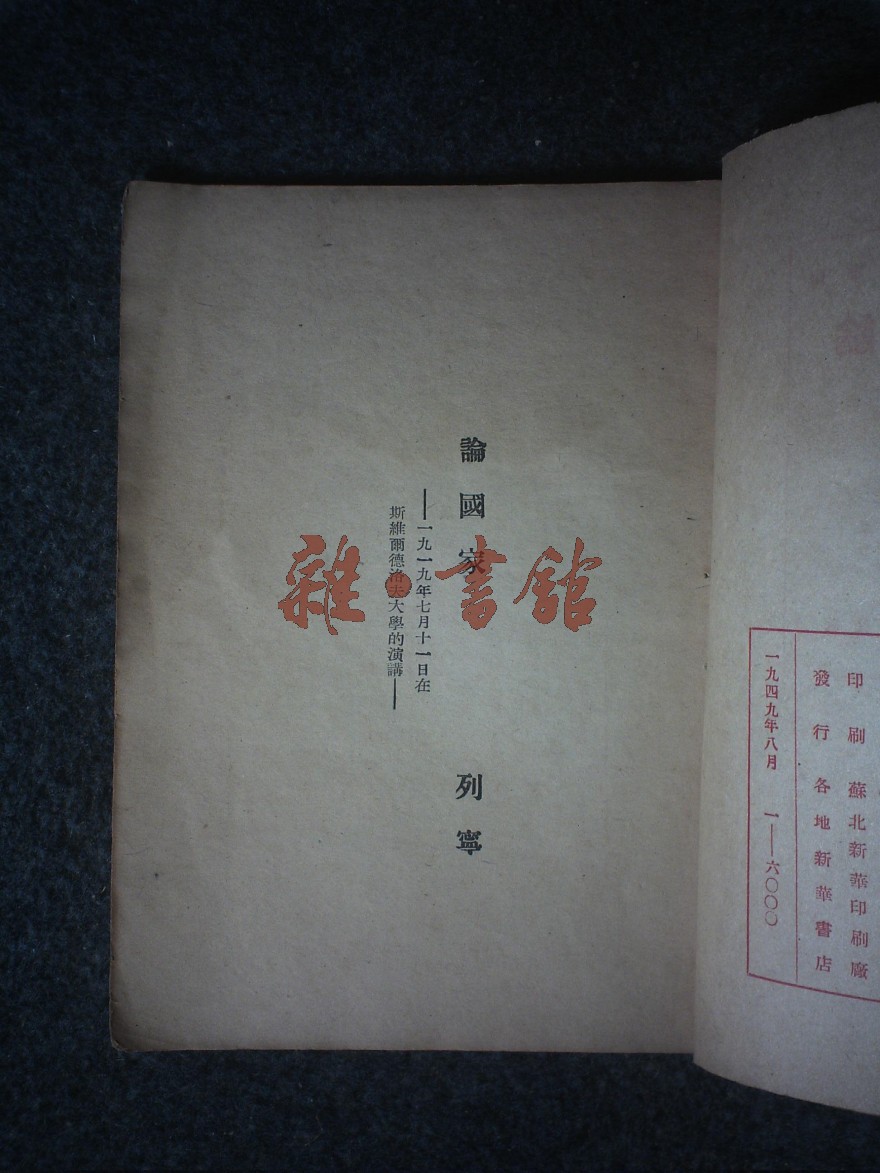 論國家
列寧
——一九一九年七月十一日在
斯維爾德洛夫大學的演講——
雜·書館
印刷 蘇北新華印刷廠
發行 各地新華書店
一九四九年八月 一——六〇〇〇